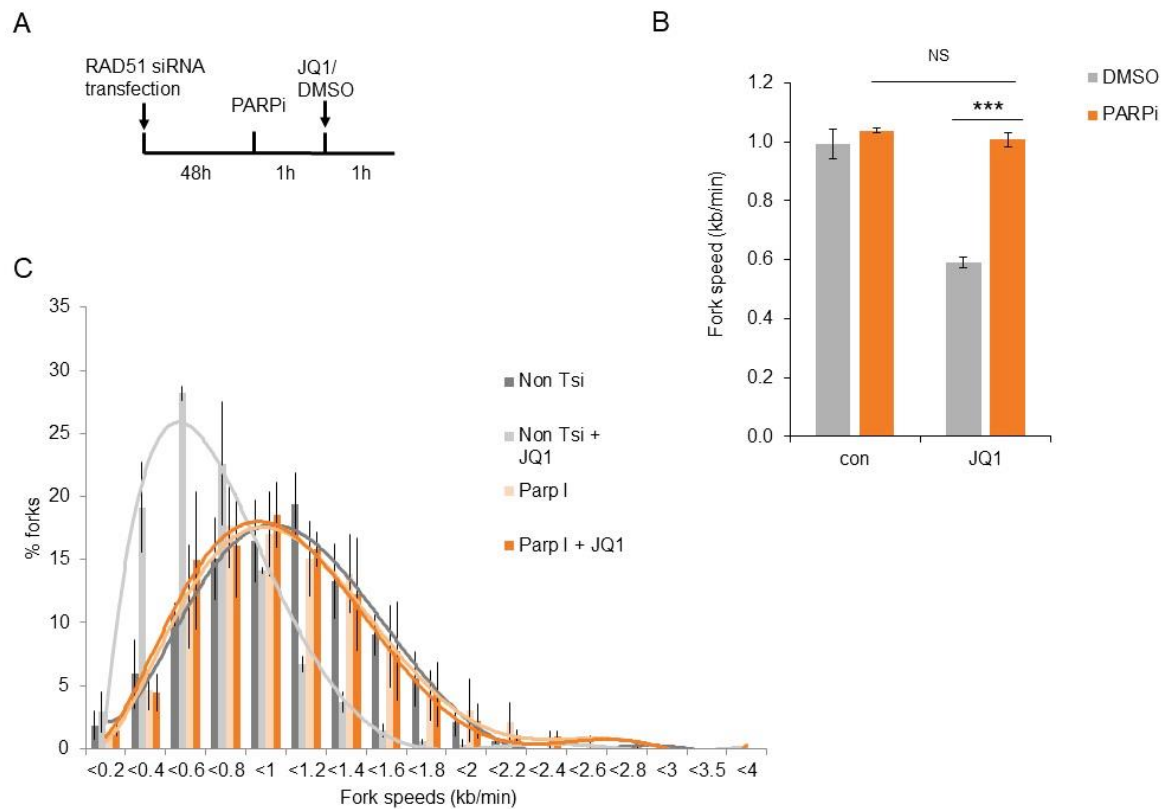 A
RAD51 siRNA
transfection
PARPi
JQ1/
DMSO
48h
1h
1h
B
NS
***
DMSO
PARPi
Fork speed (kb/min)
1.2
1.0
0.8
0.6
0.4
0.2
0.0
con
JQ1
C
% forks
35
30
25
20
15
10
5
0
Non Tsi
Non Tsi +
JQ1
Parp I
Parp I + JQ1
<0.2 <0.4 <0.6 <0.8 <1 <1.2 <1.4 <1.6 <1.8 <2 <2.2 <2.4 <2.6 <2.8 <3 <3.5 <4
Fork speeds (kb/min)